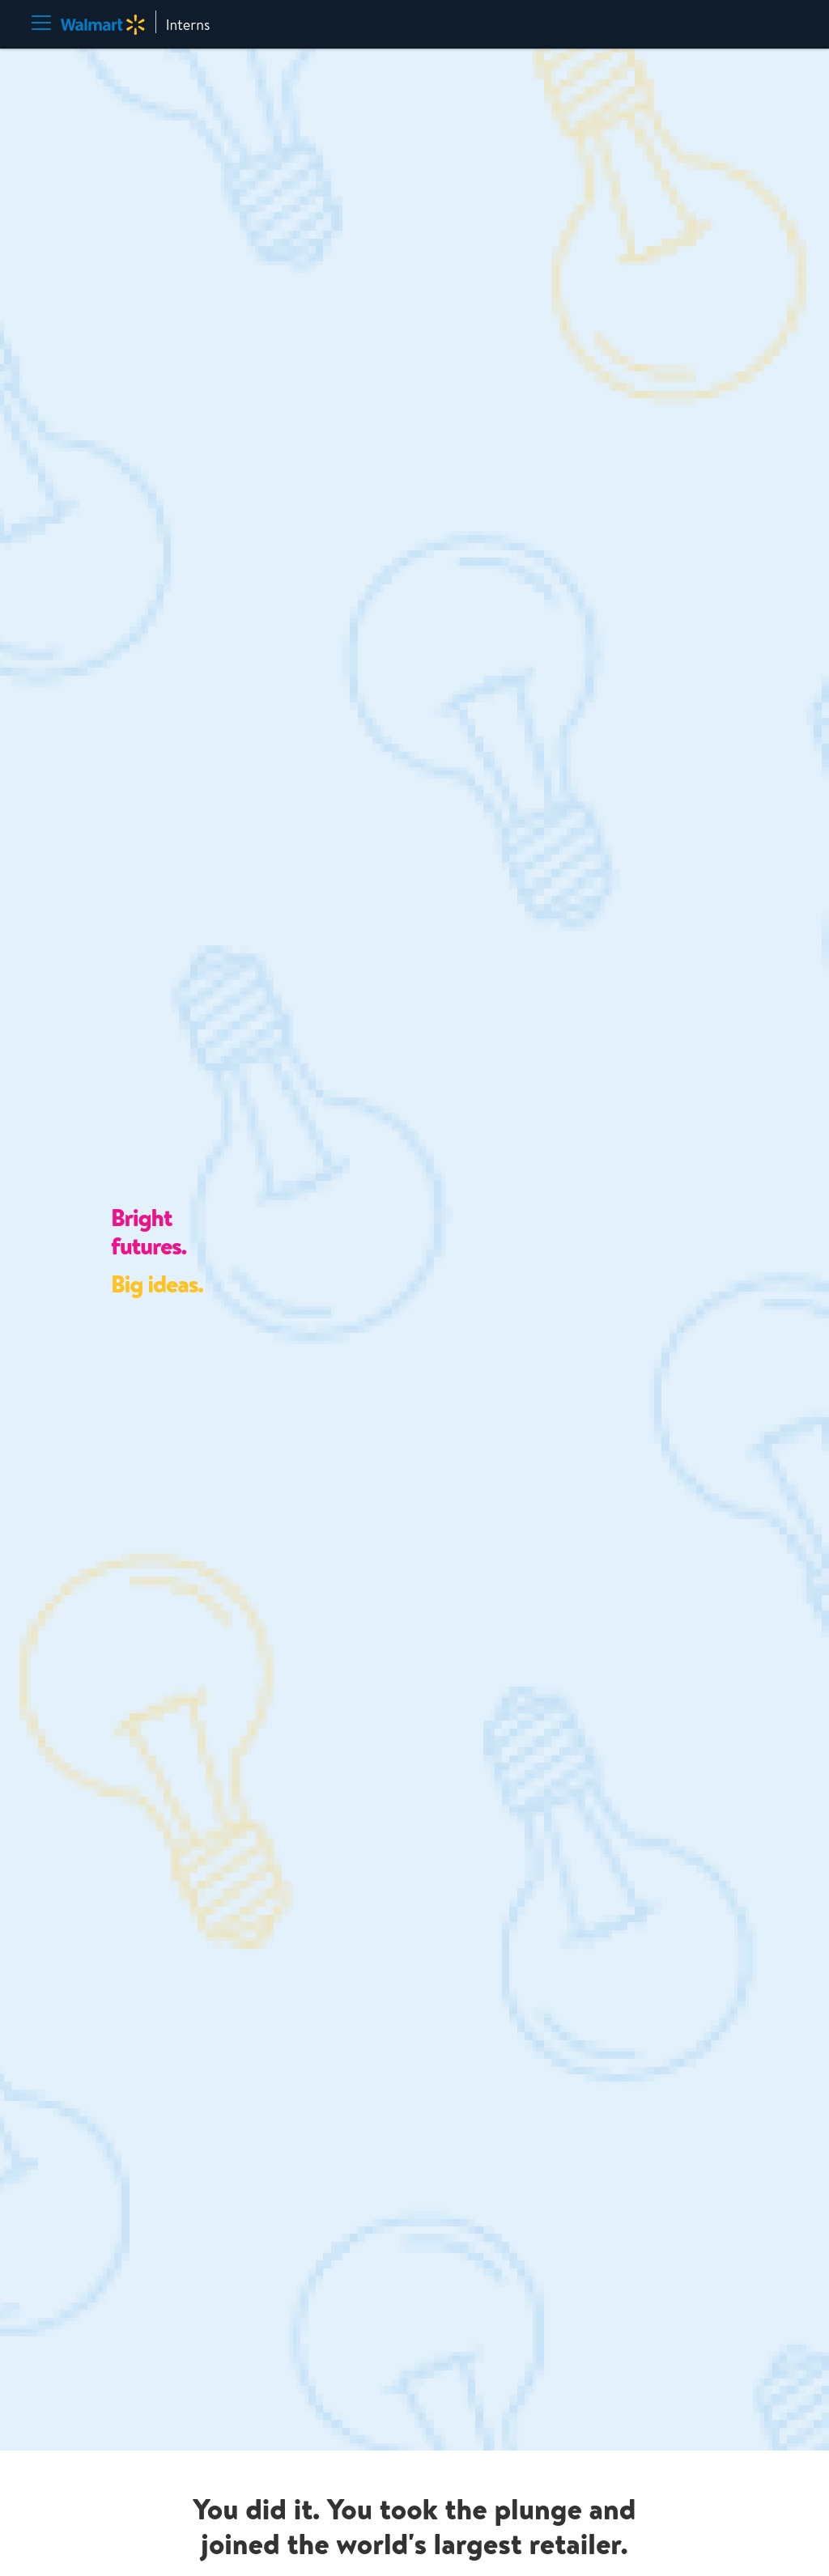 Walmart
Interns
Bright
futures.
Big ideas.
You did it. You took the plunge and
joined the world's largest retailer.